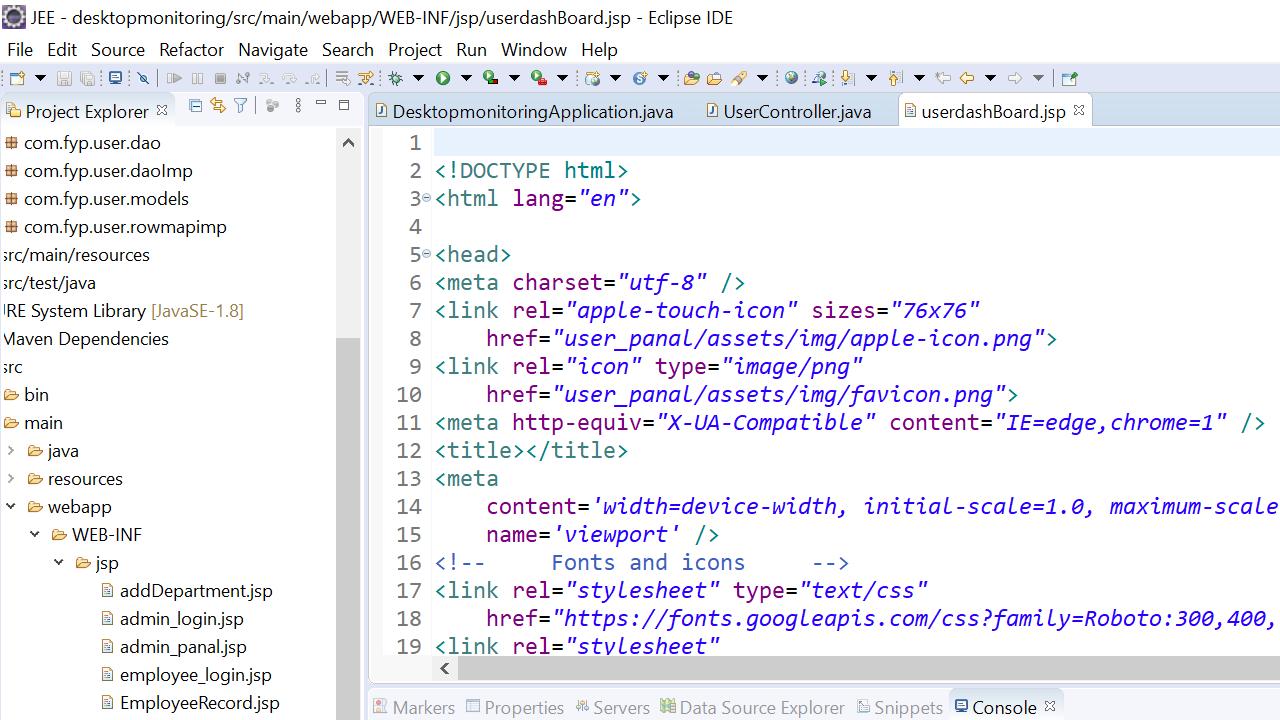 JEE - desktopmonitoring/src/main/webapp/WEB-INF/jsp/userdashBoard.jsp - Eclipse IDE
File Edit Source Refactor Navigate Search Project Run Window Help
Project Explorer
com.fyp.user.dao
com.fyp.user.daoImp
com.fyp.user.models
com.fyp.user.rowmapimp
src/main/resources
src/test/java
JRE System Library [JavaSE-1.8]
Maven Dependencies
src
bin
main
java
resources
webapp
WEB-INF
jsp
addDepartment.jsp
admin_login.jsp
admin_panal.jsp
employee_login.jsp
EmployeeRecord.jsp
DesktopmonitoringApplication.java UserController.java userdashBoard.jsp
1
2 <!DOCTYPE html>
3 <html lang="en">
4
5 <head>
6 <meta charset="utf-8" />
7 <link rel="apple-touch-icon" sizes="76x76"
8 href="user_panal/assets/img/apple-icon.png">
9 <link rel="icon" type="image/png"
10 href="user_panal/assets/img/favicon.png">
11 <meta http-equiv="X-UA-Compatible" content="IE=edge,chrome=1" />
12 <title></title>
13 <meta
14 content='width=device-width, initial-scale=1.0, maximum-scale
15 name='viewport' />
16 <!-- Fonts and icons -->
17 <link rel="stylesheet" type="text/css"
18 href="https://fonts.googleapis.com/css?family=Roboto:300,400,
19 <link rel="stylesheet"
Markers Properties Servers Data Source Explorer Snippets Console